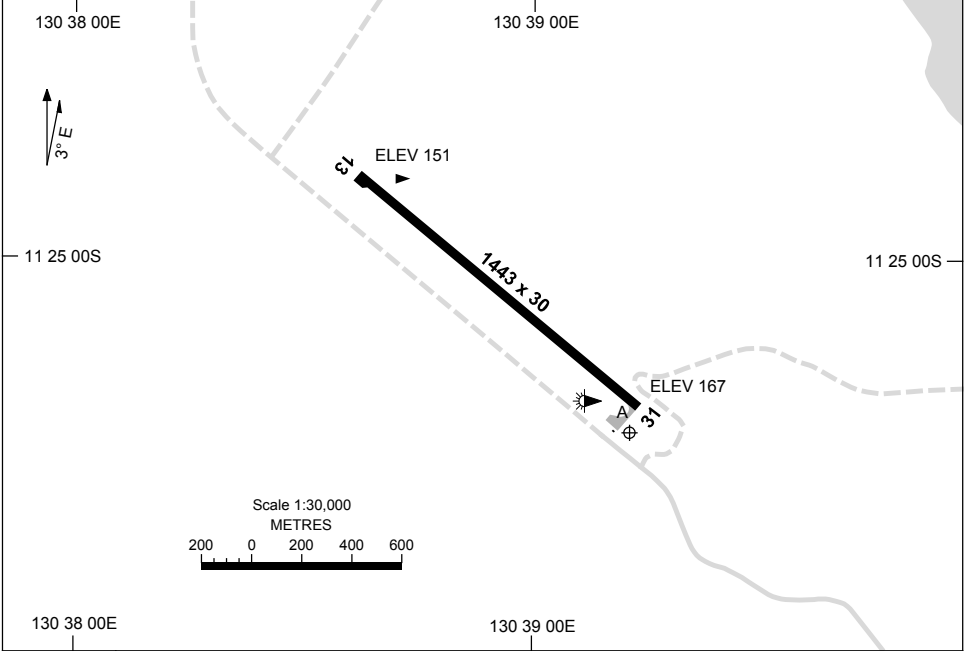 130 38 00E
130 39 00E
3° E
13
ELEV 151
11 25 00S
11 25 00S
1443 x 30
ELEV 167
A
31
Scale 1:30,000
METRES
200 0 200 400 600
130 38 00E
130 39 00E